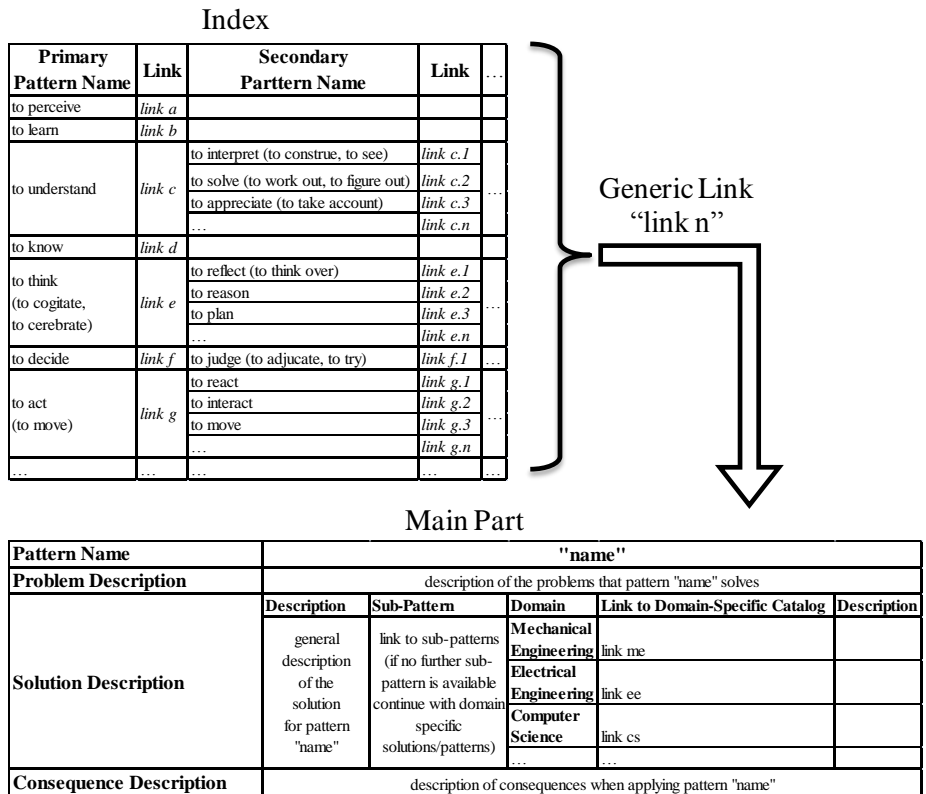 Index
Primary Pattern Name Link Secondary Parttern Name Link …
to perceive link a
to learn link b
to understand link c to interpret (to construe, to see) link c.1 …
to solve (to work out, to figure out) link c.2
to appreciate (to take account) link c.3
… link c.n
to know link d
to think (to cogitate, to cerebrate) link e to reflect (to think over) link e.1 …
to reason link e.2
to plan link e.3
… link e.n
to decide link f to judge (to adjucate, to try) link f.1 …
to act (to move) link g to react link g.1 …
to interact link g.2
to move link g.3
… link g.n
… … … … …
Generic Link
“link n”
Main Part
Pattern Name "name"
Problem Description description of the problems that pattern "name" solves
Solution Description
Description Sub-Pattern Domain Link to Domain-Specific Catalog Description
general
description
of the
solution
for pattern
"name"
link to sub-patterns
(if no further sub-
pattern is available
continue with domain
specific
solutions/patterns)
Mechanical
Engineering link me
Electrical
Engineering link ee
Computer
Science link cs
… …
Consequence Description description of consequences when applying pattern "name"